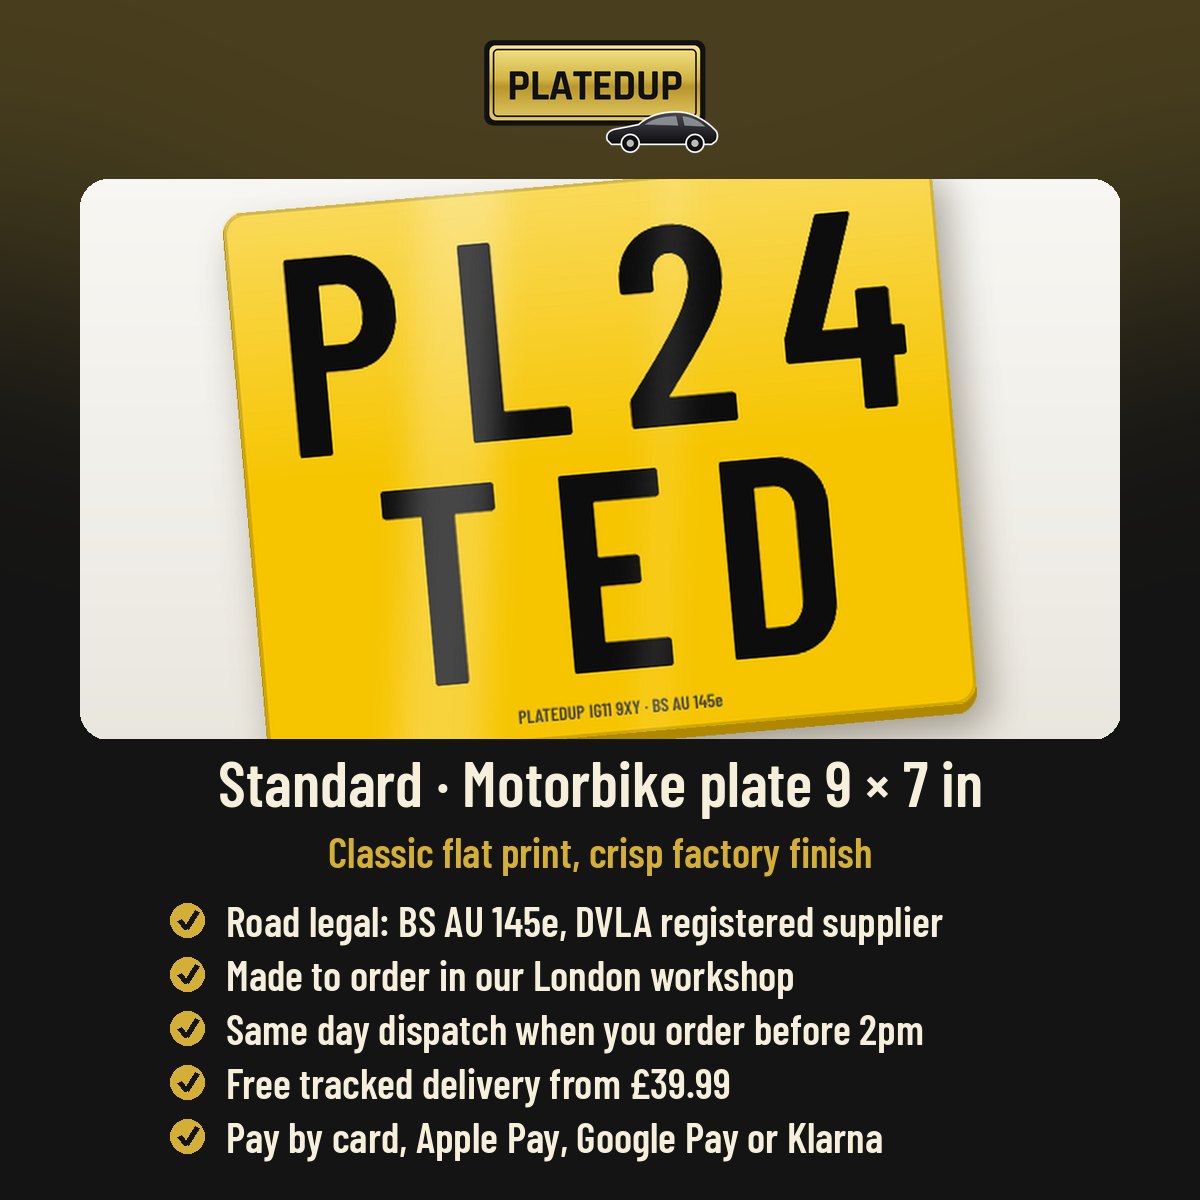 PLATEDUP
PL24
TED
PLATEDUP IG11 9XY · BS AU 145e
Standard · Motorbike plate 9 × 7 in
Classic flat print, crisp factory finish
Road legal: BS AU 145e, DVLA registered supplier
Made to order in our London workshop
Same day dispatch when you order before 2pm
Free tracked delivery from £39.99
Pay by card, Apple Pay, Google Pay or Klarna